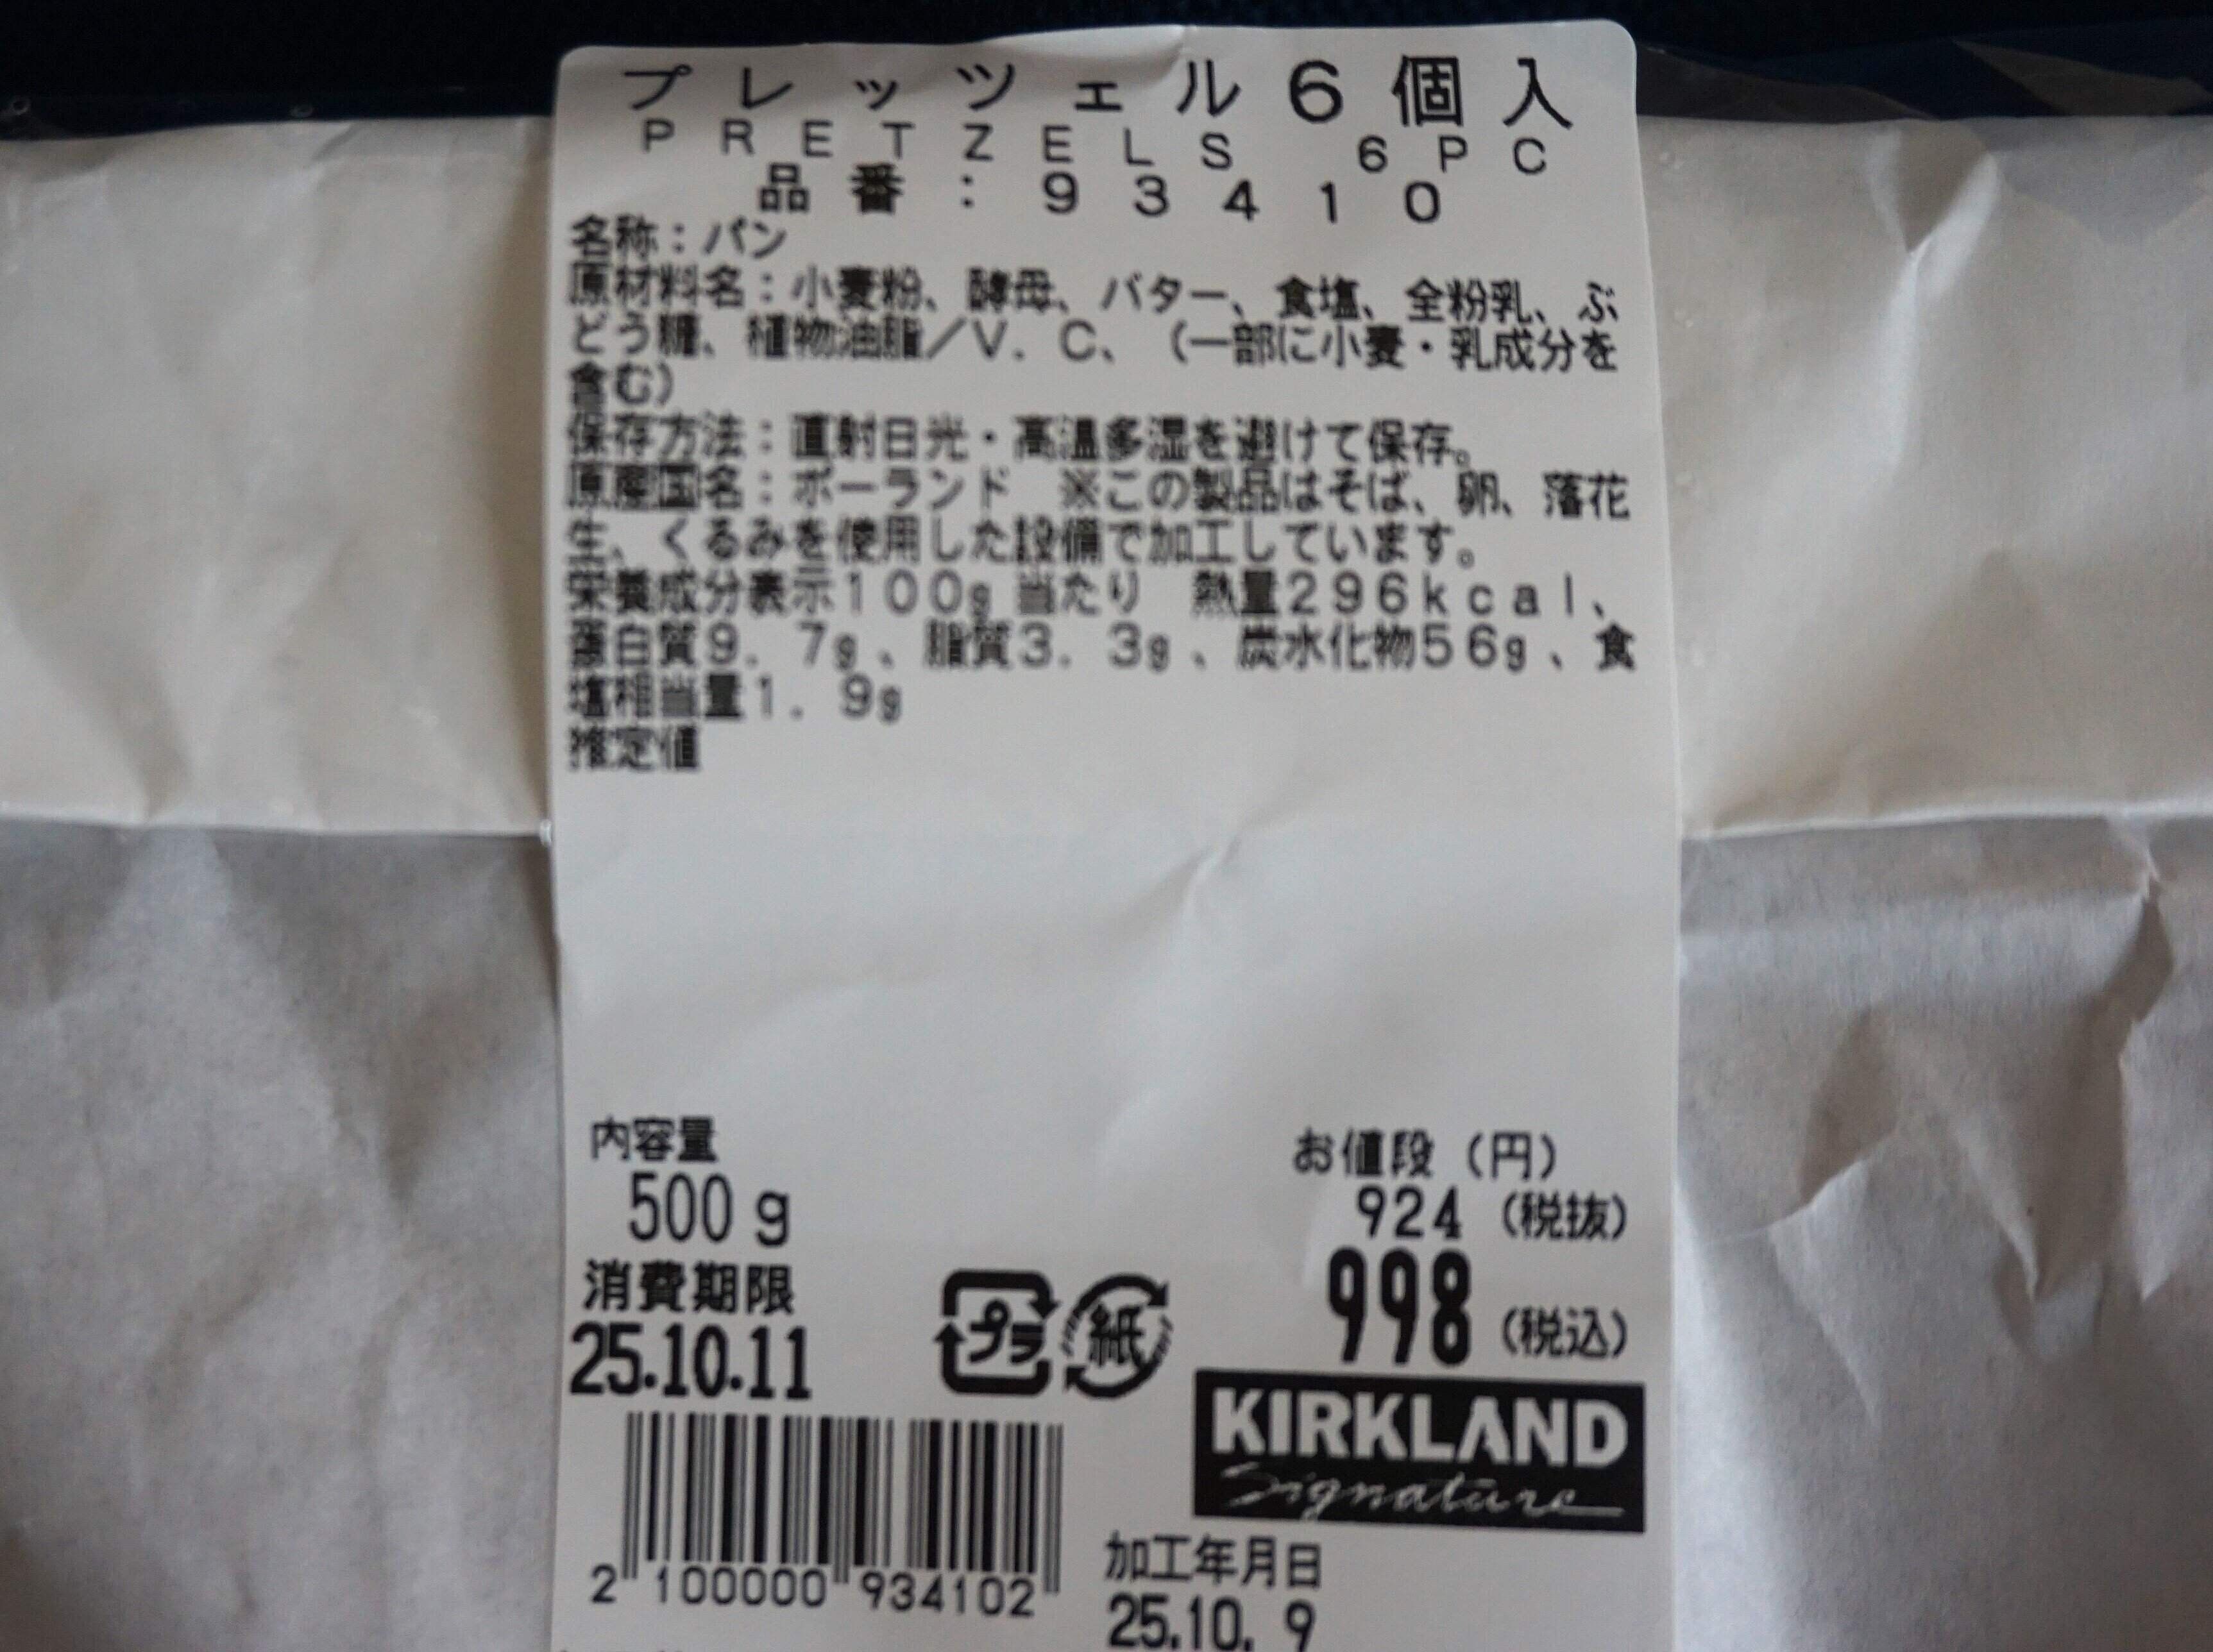 プレッツェル6個入
PRETZELS 6PC
品番:93410
名称:パン
原材料名:小麦粉、酵母、バター、食塩、全粉乳、ぶ
どう糖、植物油脂/V.C、(一部に小麦・乳成分を
含む)
保存方法:直射日光・高温多湿を避けて保存。
原産国名:ポーランド ※この製品はそば、卵、落花
生、くるみを使用した設備で加工しています。
栄養成分表示100g当たり 熱量296kcal、
蛋白質9.7g、脂質3.3g、炭水化物56g、食
塩相当量1.9g
推定値
内容量
500g
消費期限
25.10.11
プラ
紙
お値段(円)
924(税抜)
998(税込)
KIRKLAND
Signature
2 100000 934102
加工年月日
25.10. 9